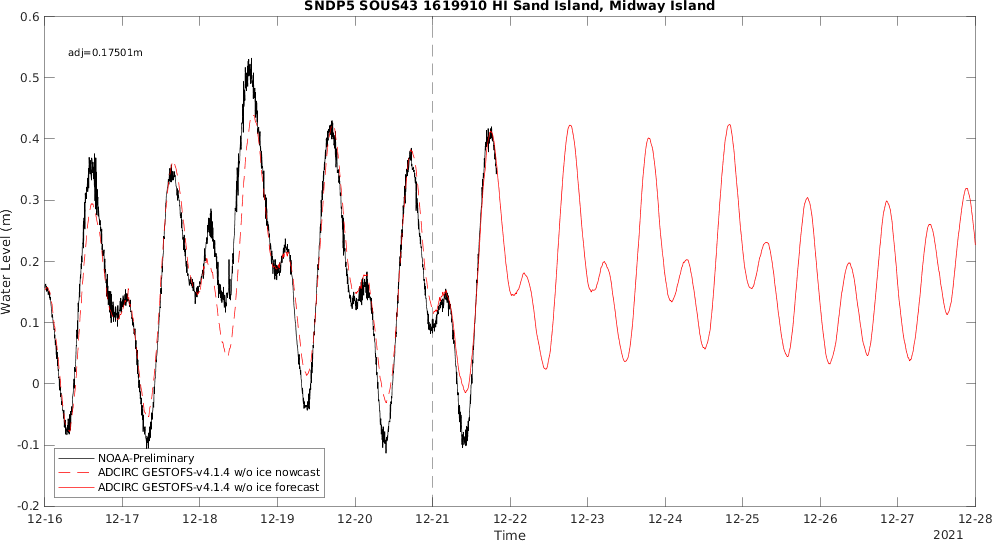 SNDP5 SOUS43 1619910 HI Sand Island, Midway Island
adj=0.17501m
Water Level (m)
0.6
0.5
0.4
0.3
0.2
0.1
0
-0.1
-0.2
NOAA-Preliminary
ADCIRC GESTOFS-v4.1.4 w/o ice nowcast
ADCIRC GESTOFS-v4.1.4 w/o ice forecast
12-16 12-17 12-18 12-19 12-20 12-21 12-22 12-23 12-24 12-25 12-26 12-27 12-28
Time
2021